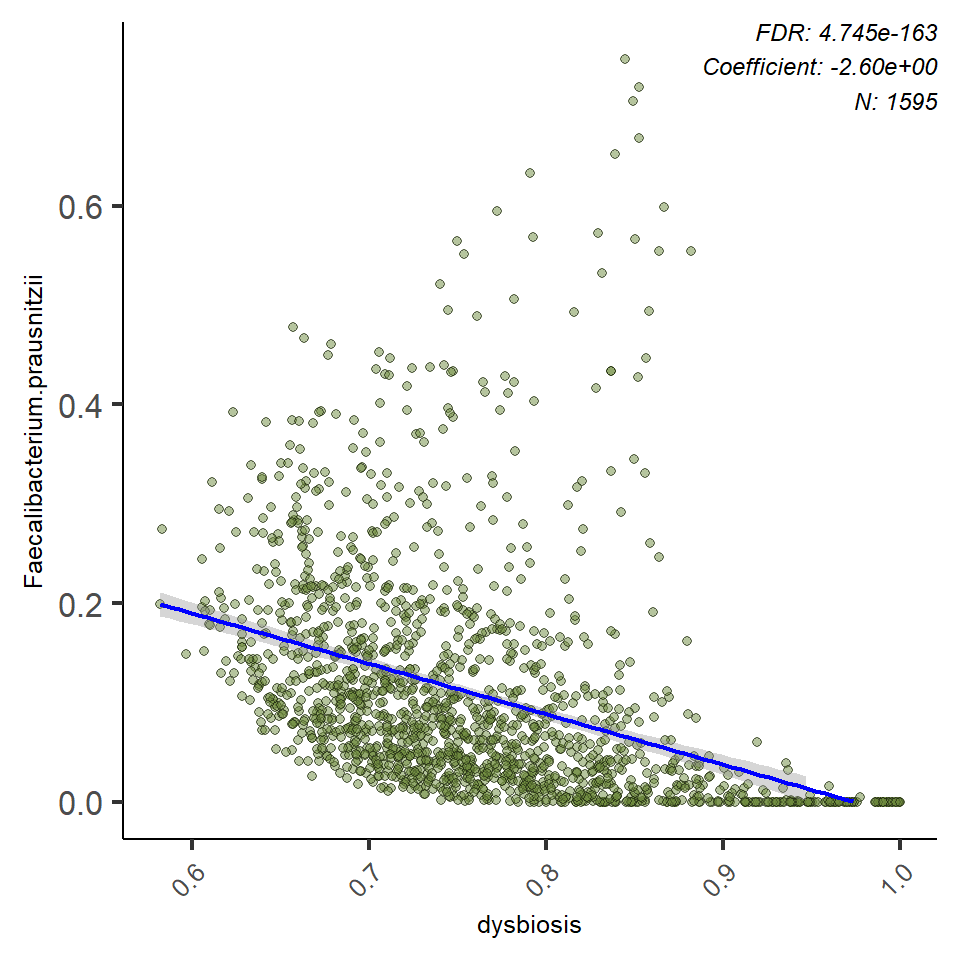 FDR: 4.745e-163
Coefficient: -2.60e+00
N: 1595
Faecalibacterium.prausnitzii
0.6
0.4
0.2
0.0
0.6
0.7
0.8
0.9
1.0
dysbiosis